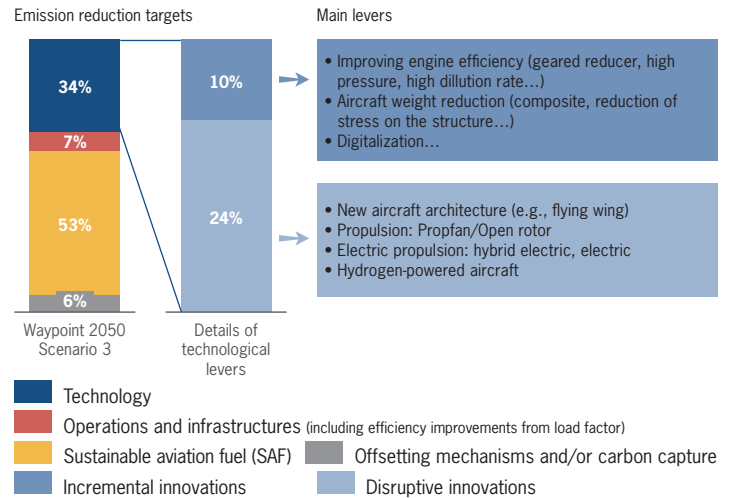 Emission reduction targets
Main levers
34%
7%
53%
6%
Waypoint 2050
Scenario 3
10%
24%
Details of
technological
levers
• Improving engine efficiency (geared reducer, high
pressure, high dillution rate…)
• Aircraft weight reduction (composite, reduction of
stress on the structure…)
• Digitalization…
• New aircraft architecture (e.g., flying wing)
• Propulsion: Propfan/Open rotor
• Electric propulsion: hybrid electric, electric
• Hydrogen-powered aircraft
Technology
Operations and infrastructures (including efficiency improvements from load factor)
Sustainable aviation fuel (SAF)
Offsetting mechanisms and/or carbon capture
Incremental innovations
Disruptive innovations